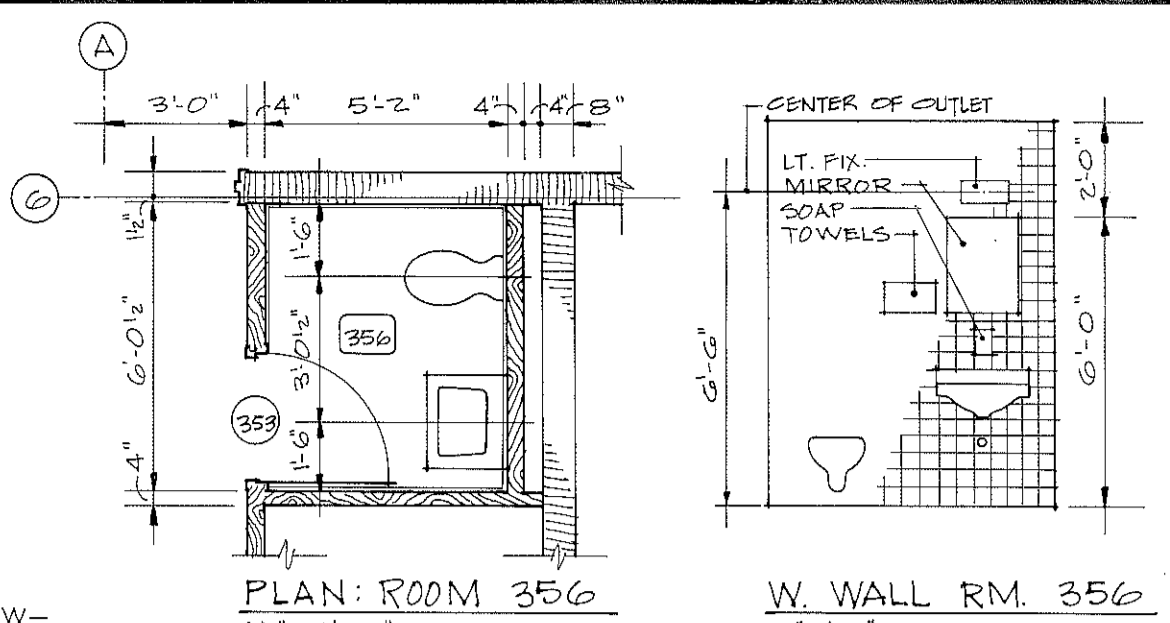 A
3'-0"
4"
5'-2"
4"
4"
8"
6
1½"
6'-0½"
4"
1'-6"
3'-0½"
1'-6"
356
353
PLAN: ROOM 356
W-
CENTER OF OUTLET
LT. FIX.
MIRROR
SOAP
TOWELS
2'-0"
6'-0"
6'-6"
W. WALL RM. 356